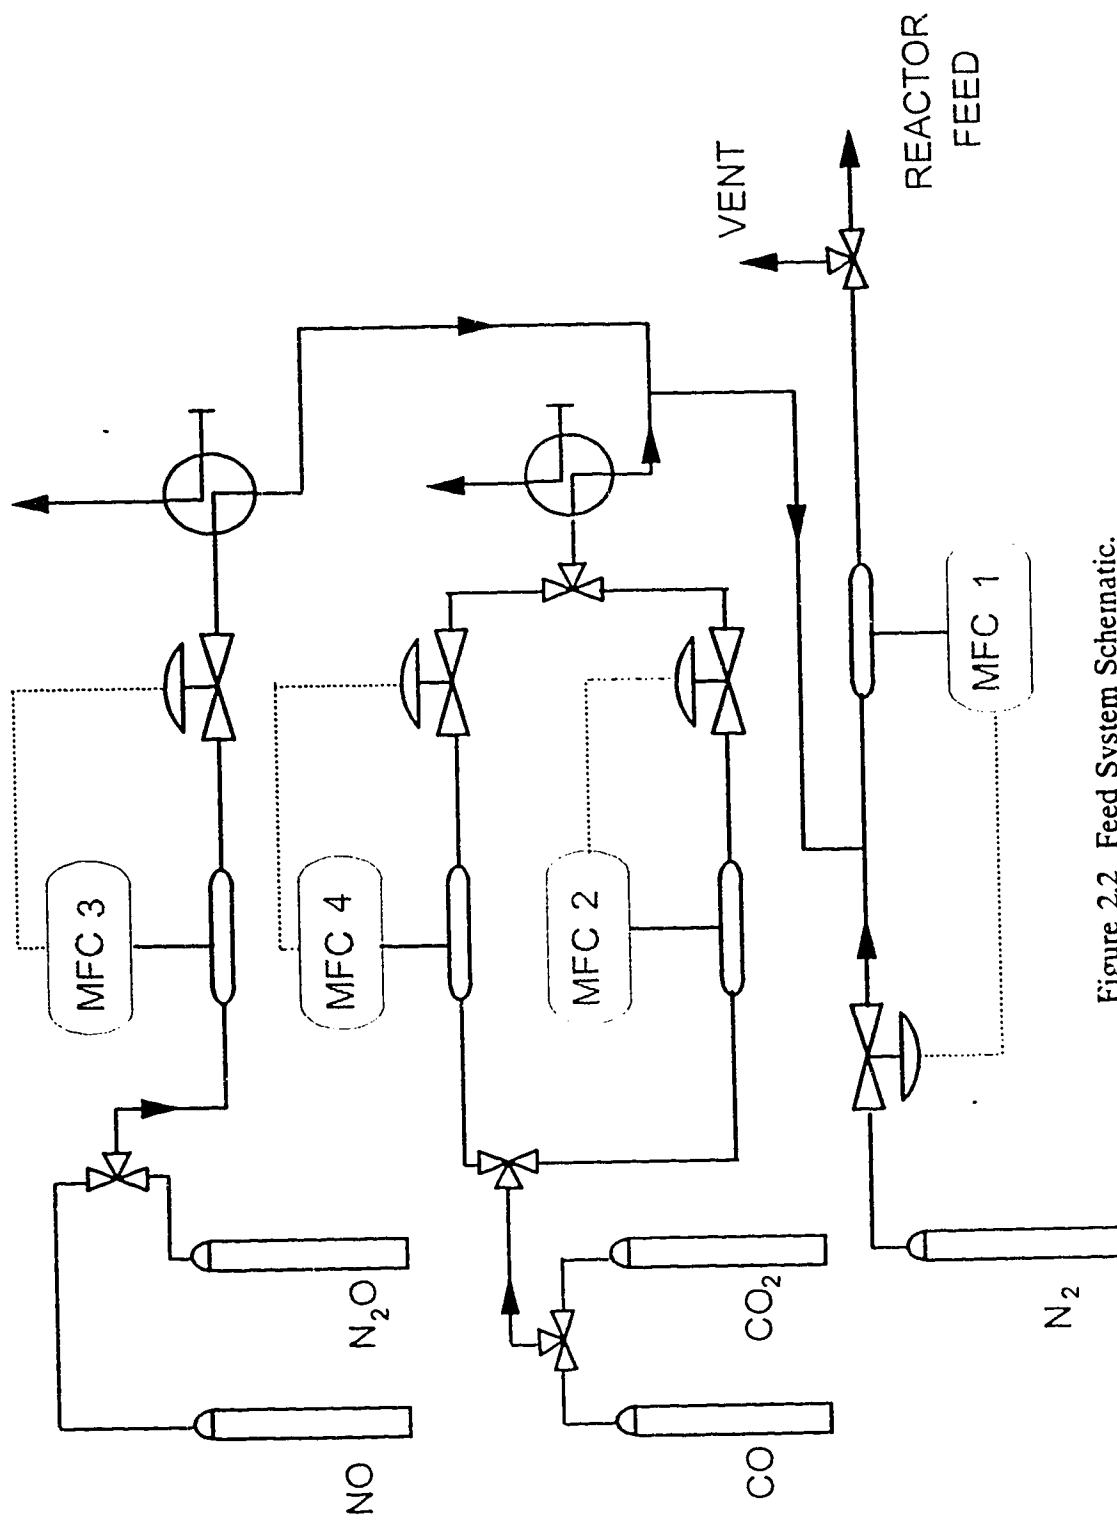 MFC 3
MFC 4
MFC 2
MFC 1
VENT
REACTOR
FEED
NO
N₂O
CO
CO₂
N₂
Figure 2.2 Feed System Schematic.